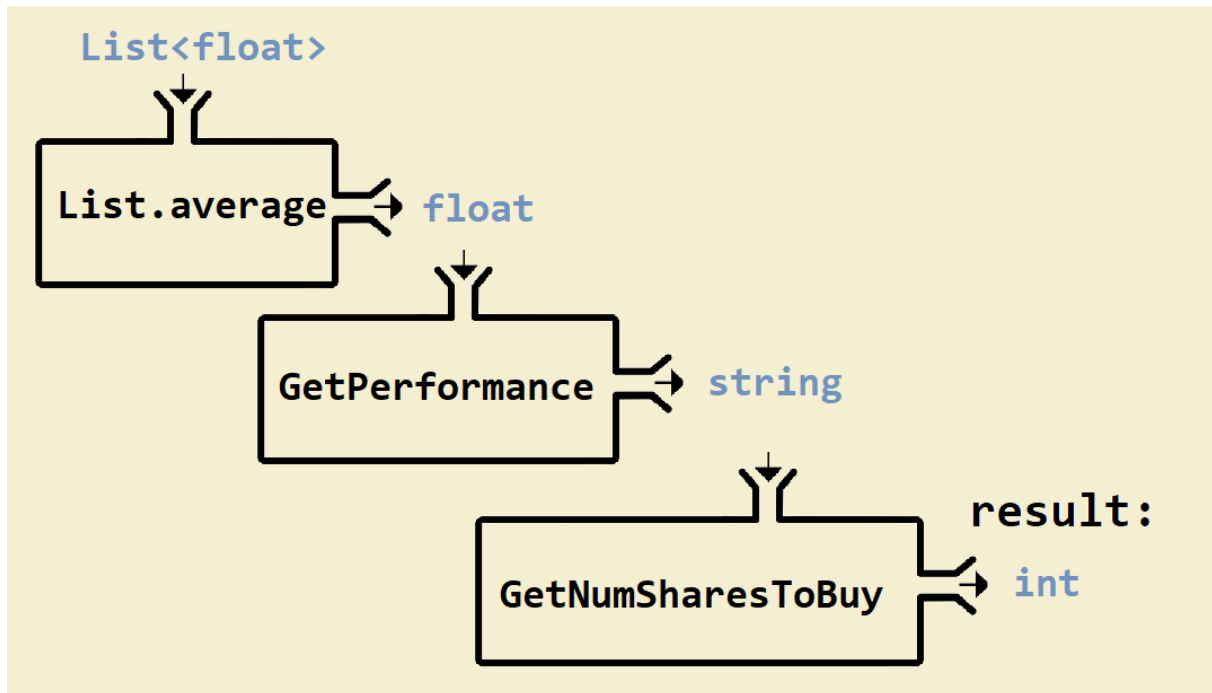 List<float>
List.average
float
GetPerformance
string
result:
GetNumSharesToBuy
int